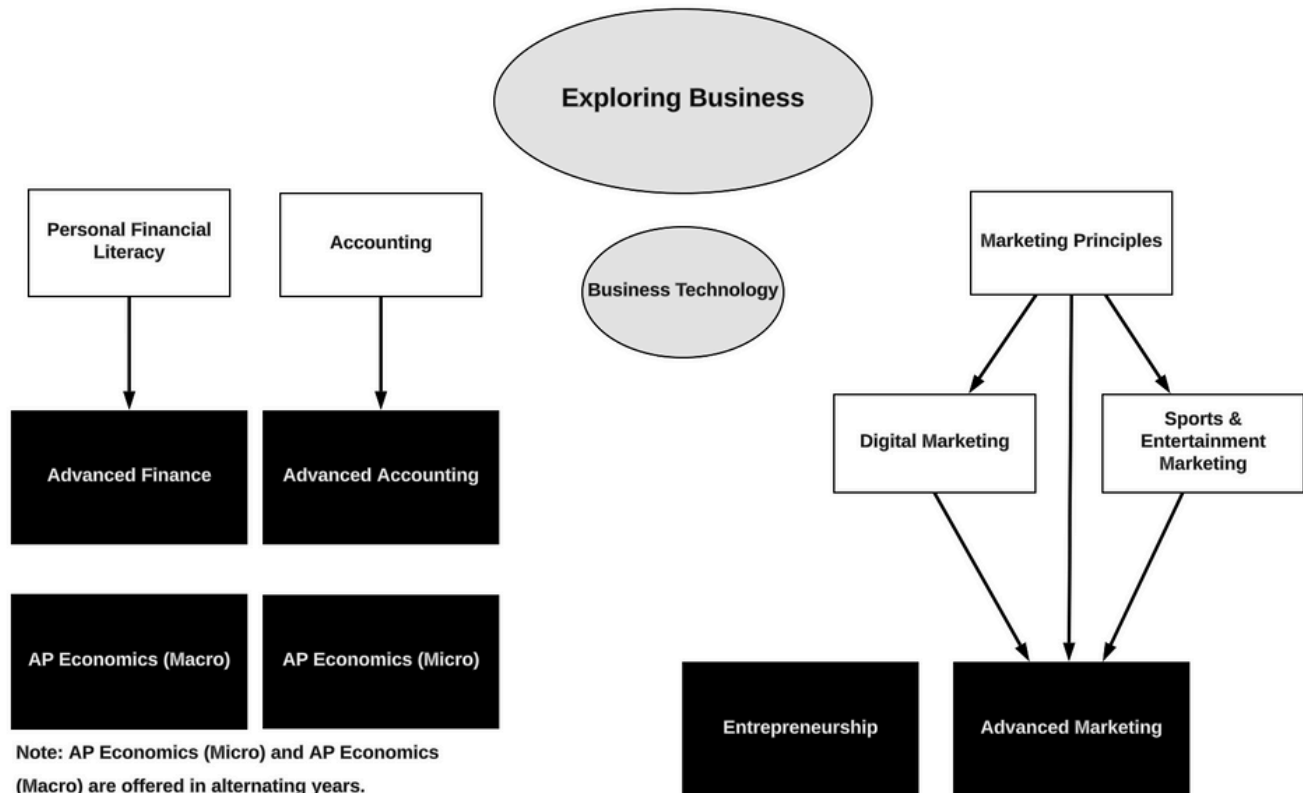 Exploring Business
Personal Financial
Literacy
Accounting
Business Technology
Marketing Principles
Advanced Finance
Advanced Accounting
Digital Marketing
Sports &
Entertainment
Marketing
AP Economics (Macro)
AP Economics (Micro)
Entrepreneurship
Advanced Marketing
Note: AP Economics (Micro) and AP Economics
(Macro) are offered in alternating years.